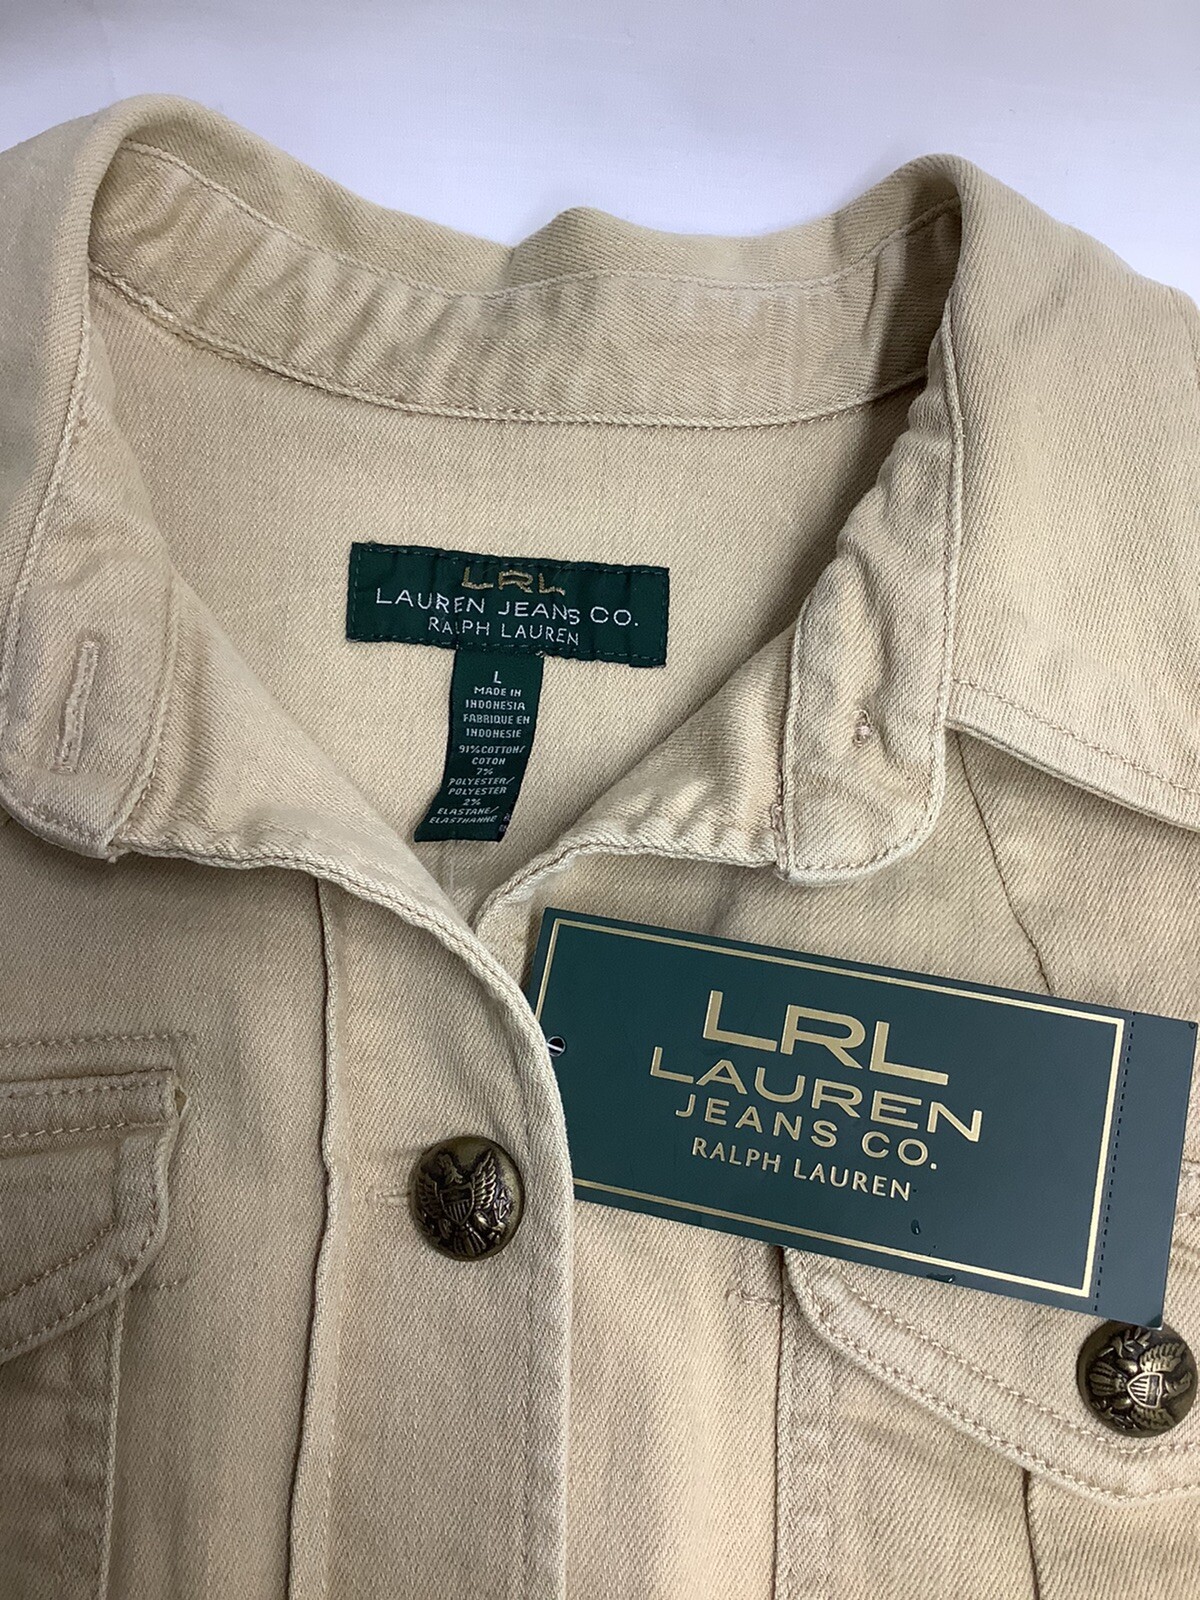 LRL
LAUREN JEANS CO.
RALPH LAUREN
L
MADE IN
INDONESIA
FABRIQUE EN
INDONESIE
91% COTTON/
COTON
7%
POLYESTER/
POLYESTER
2%
ELASTANE/
ELASTHANNE
LRL
LAUREN
JEANS CO.
RALPH LAUREN